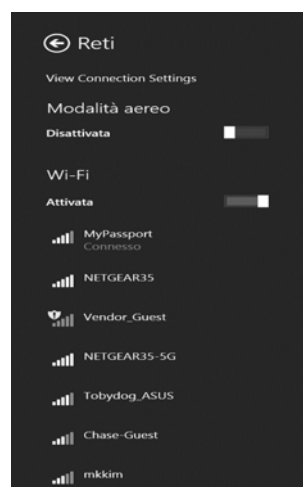 Reti
View Connection Settings
Modalità aereo
Disattivata
Wi-Fi
Attivata
MyPassport
Connesso
NETGEAR35
Vendor_Guest
NETGEAR35-5G
Tobydog_ASUS
Chase-Guest
mkkim